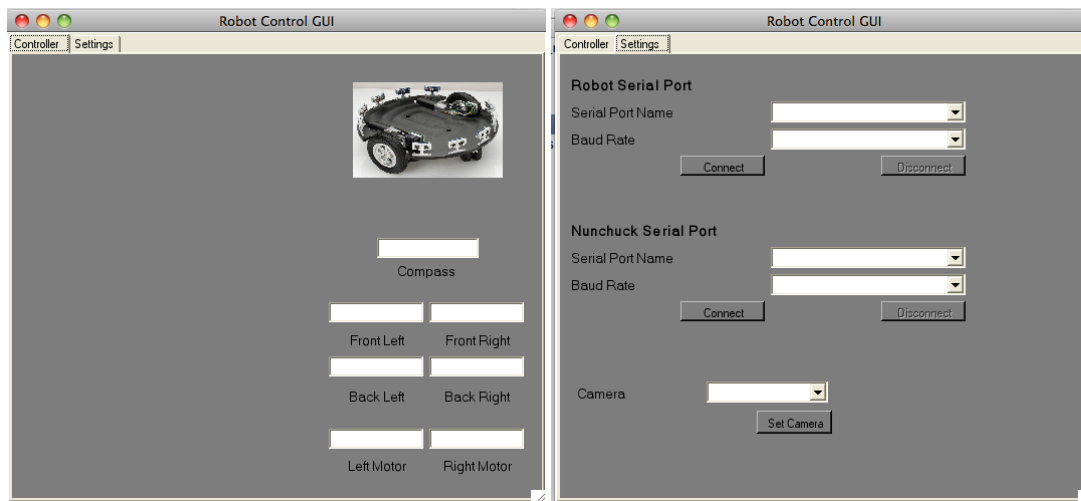 Robot Control GUI
Controller Settings
Compass
Front Left Front Right
Back Left Back Right
Left Motor Right Motor
Robot Control GUI
Controller Settings
Robot Serial Port
Serial Port Name
Baud Rate
Connect Disconnect
Nunchuck Serial Port
Serial Port Name
Baud Rate
Connect Disconnect
Camera
Set Camera